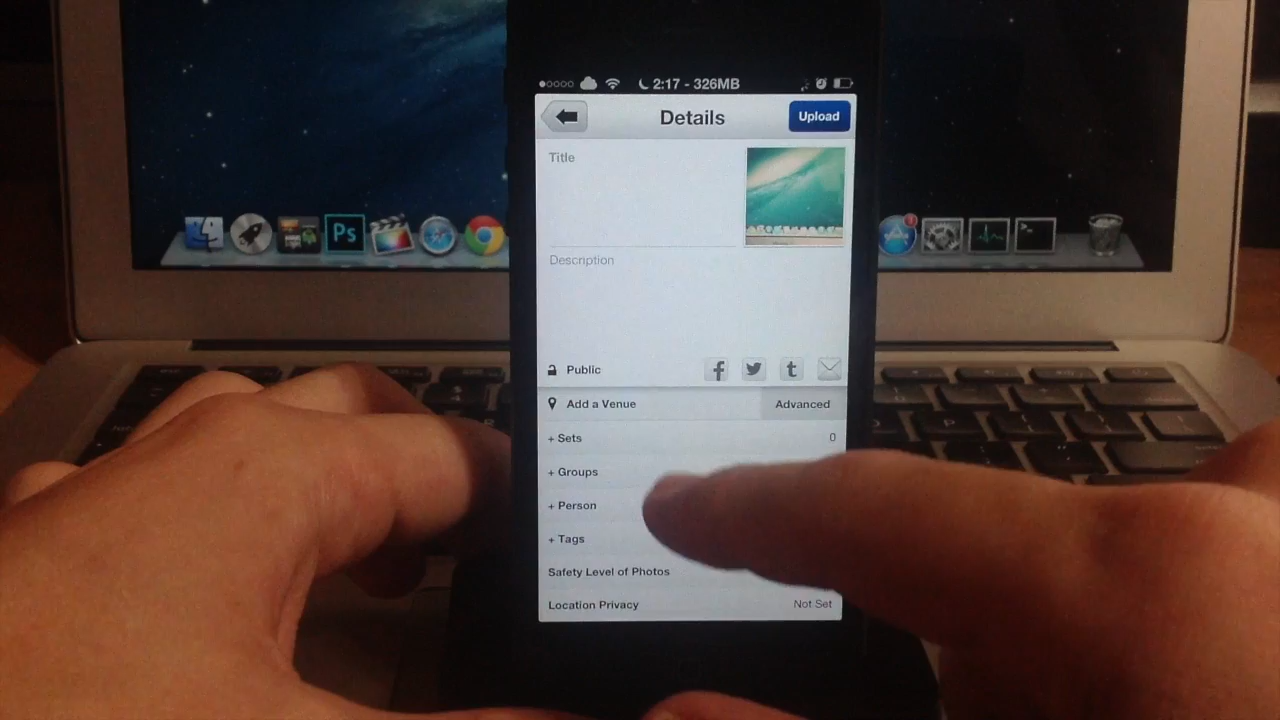 2:17 - 326MB
Details
Upload
Title
Description
Public
Add a Venue
Advanced
+ Sets
0
+ Groups
+ Person
+ Tags
Safety Level of Photos
Location Privacy
Not Set
Ps
P